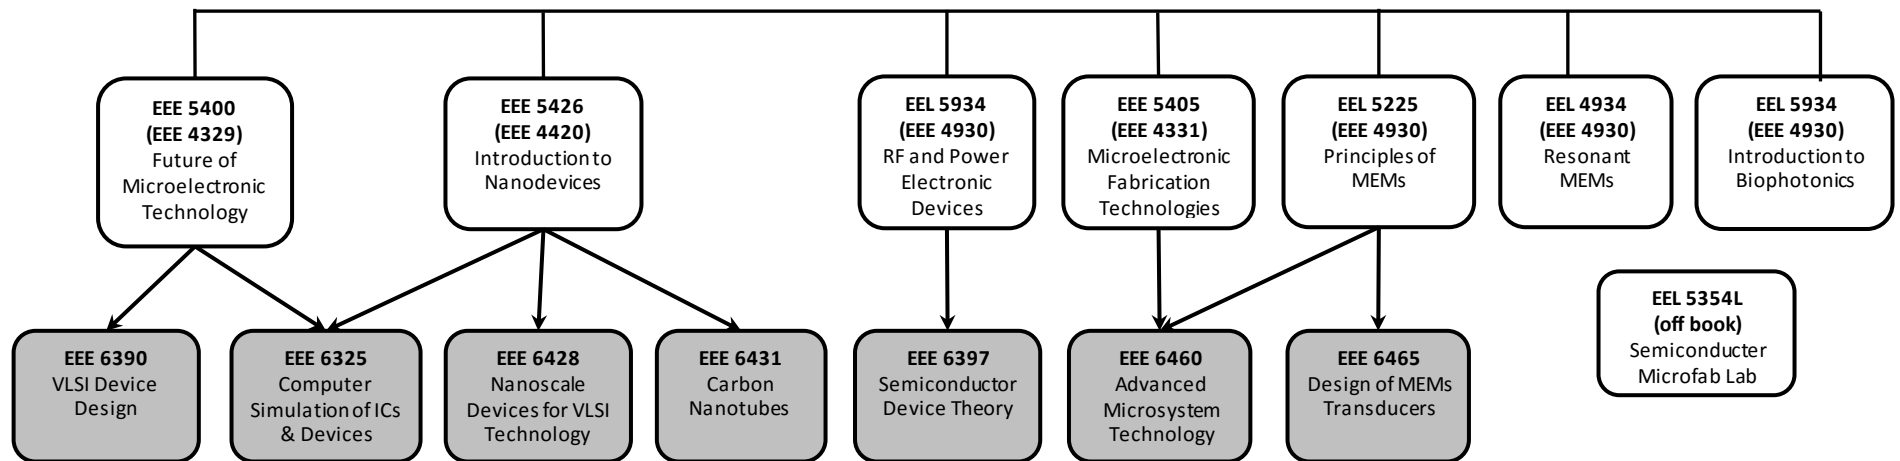 EEE 5400
(EEE 4329)
Future of
Microelectronic
Technology
EEE 5426
(EEE 4420)
Introduction to
Nanodevices
EEL 5934
(EEE 4930)
RF and Power
Electronic
Devices
EEE 5405
(EEE 4331)
Microelectronic
Fabrication
Technologies
EEL 5225
(EEE 4930)
Principles of
MEMs
EEL 4934
(EEE 4930)
Resonant
MEMs
EEL 5934
(EEE 4930)
Introduction to
Biophotonics
EEL 5354L
(off book)
Semiconducter
Microfab Lab
EEE 6390
VLSI Device
Design
EEE 6325
Computer
Simulation of ICs
& Devices
EEE 6428
Nanoscale
Devices for VLSI
Technology
EEE 6431
Carbon
Nanotubes
EEE 6397
Semiconductor
Device Theory
EEE 6460
Advanced
Microsystem
Technology
EEE 6465
Design of MEMs
Transducers